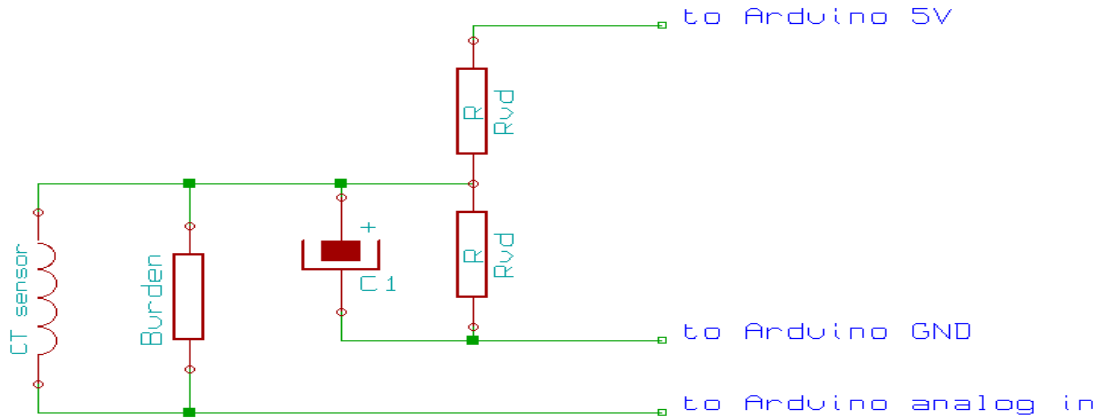 to Arduino 5V
R
Rvd
+
C1
R
Rvd
CT sensor
Burden
to Arduino GND
to Arduino analog in